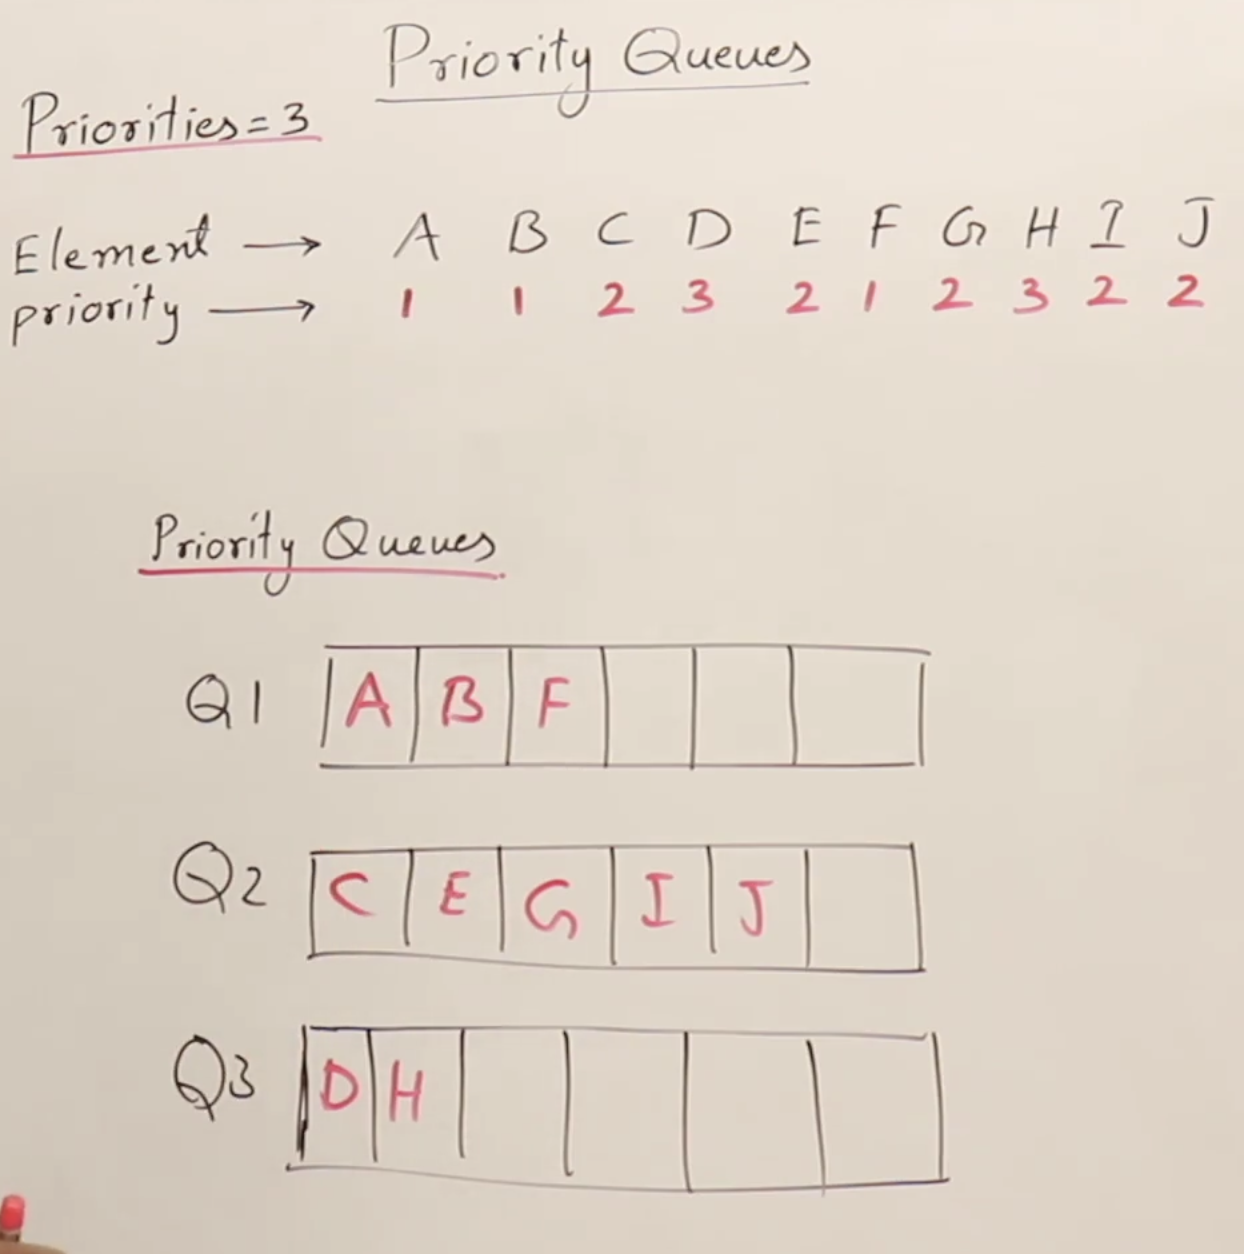 Priority Queues
Priorities=3
Element → A B C D E F G H I J
priority → 1 1 2 3 2 1 2 3 2 2
Priority Queues
Q1 A B F
Q2 C E G I J
Q3 D H